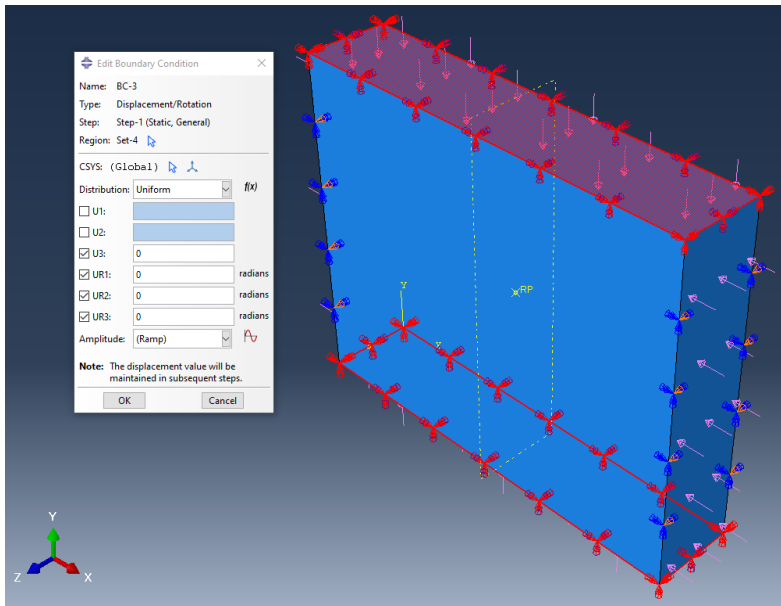 Edit Boundary Condition
Name: BC-3
Type: Displacement/Rotation
Step: Step-1 (Static, General)
Region: Set-4
CSYS: (Global)
Distribution: Uniform f(x)
U1:
U2:
U3: 0
UR1: 0 radians
UR2: 0 radians
UR3: 0 radians
Amplitude: (Ramp)
Note: The displacement value will be
maintained in subsequent steps.
OK Cancel
RP
Y
Y
Z X